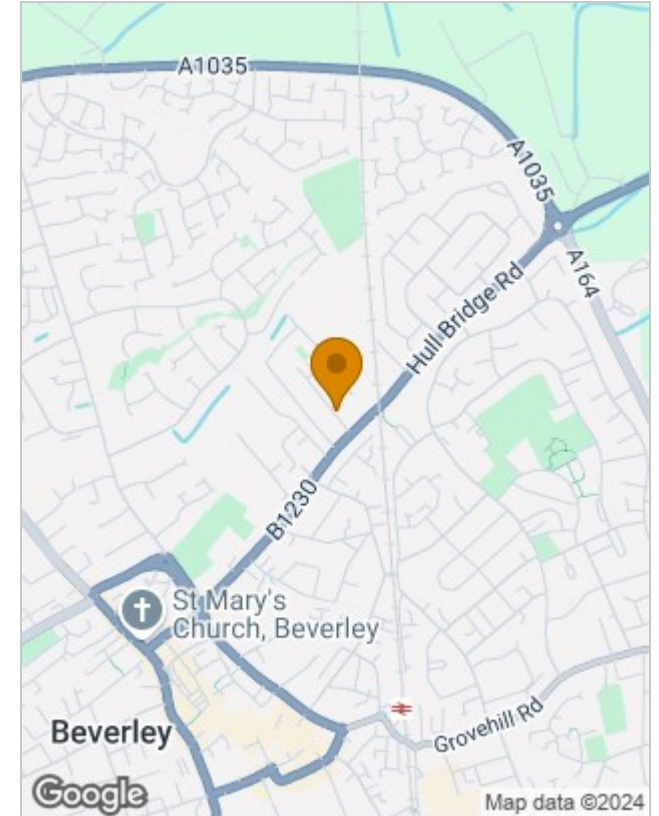 A1035
A1035
A164
Hull Bridge Rd
B1230
St Mary's
Church, Beverley
Beverley
Grovehill Rd
Google
Map data ©2024